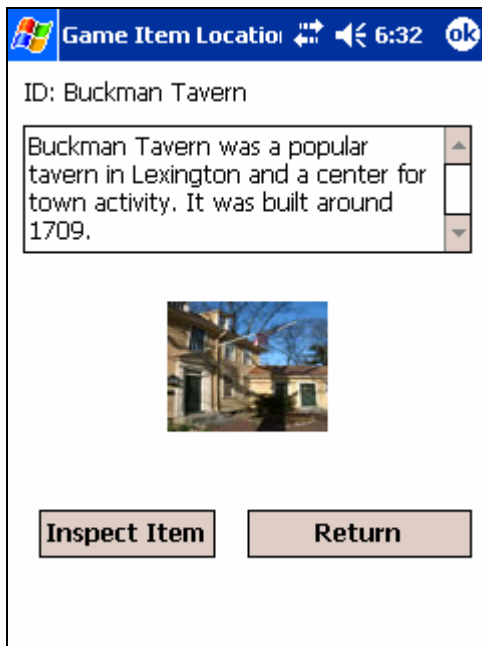 Game Item Locatio 6:32 ok
ID: Buckman Tavern
Buckman Tavern was a popular
tavern in Lexington and a center for
town activity. It was built around
1709.
Inspect Item Return